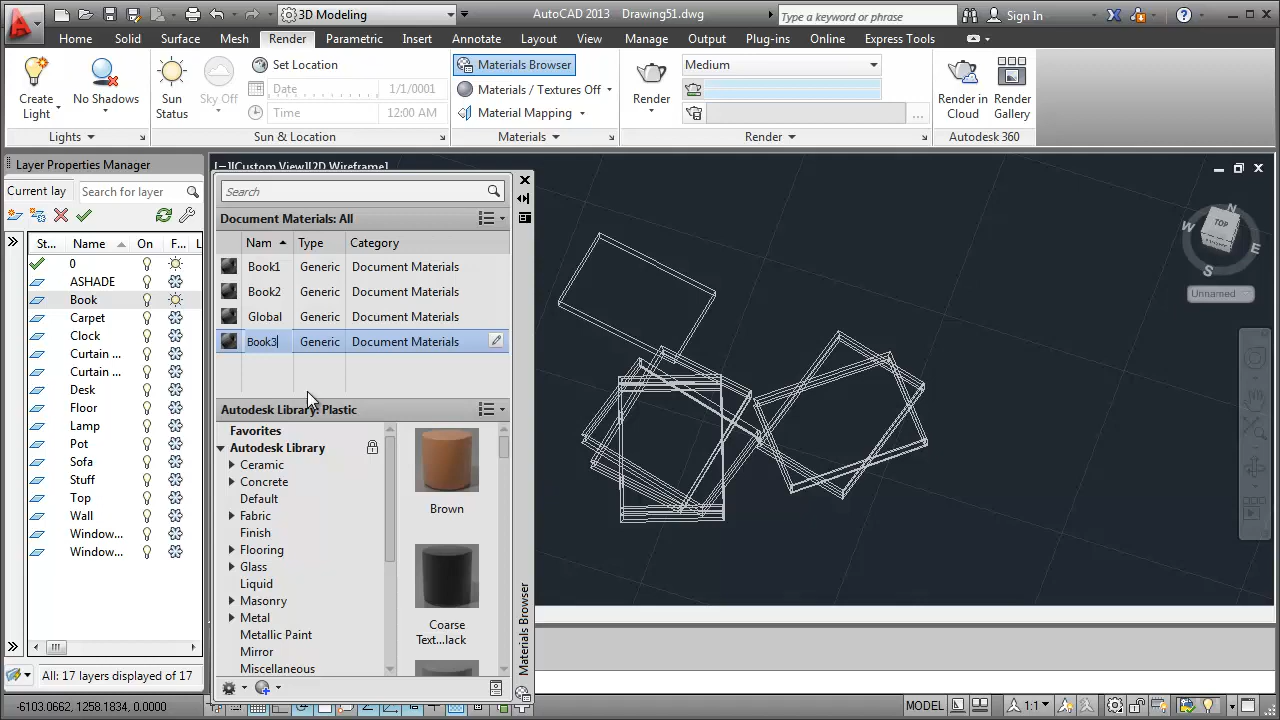 3D Modeling
AutoCAD 2013 Drawing51.dwg
Type a keyword or phrase
Sign In
Home Solid Surface Mesh Render Parametric Insert Annotate Layout View Manage Output Plug-ins Online Express Tools
Create Light
No Shadows
Lights
Sun Status
Sky Off
Set Location
Date 1/1/0001
Time 12:00 AM
Sun & Location
Materials Browser
Materials / Textures Off
Material Mapping
Materials
Render
Medium
Render
Render in Cloud
Render Gallery
Autodesk 360
Layer Properties Manager
Current lay
Search for layer
St... Name On F... L
0
ASHADE
Book
Carpet
Clock
Curtain ...
Curtain ...
Desk
Floor
Lamp
Pot
Sofa
Stuff
Top
Wall
Window...
Window...
All: 17 layers displayed of 17
[−][Custom View][2D Wireframe]
Search
Document Materials: All
Nam Type Category
Book1 Generic Document Materials
Book2 Generic Document Materials
Global Generic Document Materials
Book3 Generic Document Materials
Autodesk Library: Plastic
Favorites
Autodesk Library
Ceramic
Concrete
Default
Fabric
Finish
Flooring
Glass
Liquid
Masonry
Metal
Metallic Paint
Mirror
Miscellaneous
Brown
Coarse
Text...lack
Materials Browser
N
TOP
W
E
S
Unnamed
-6103.0662, 1258.1834, 0.0000
MODEL
1:1